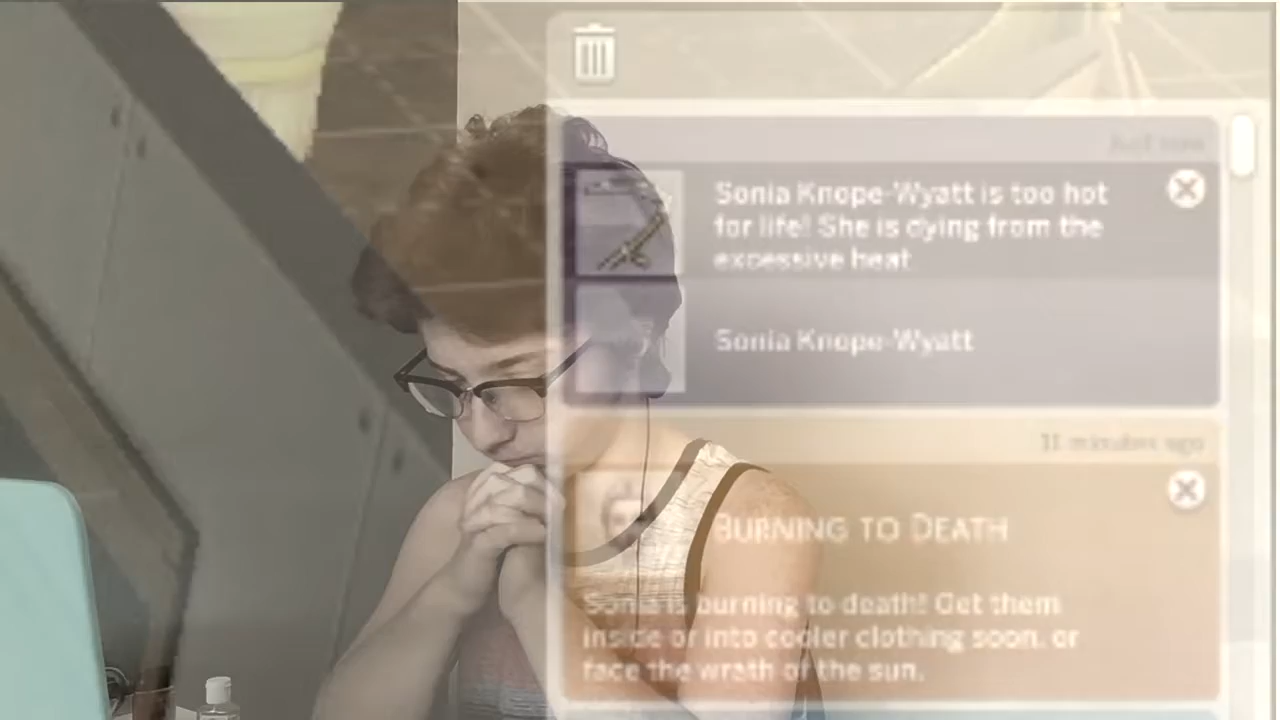 Just now
Sonia Knope-Wyatt is too hot
for life! She is dying from the
excessive heat
Sonia Knope-Wyatt
11 minutes ago
BURNING TO DEATH
Sonia is burning to death! Get them
inside or into cooler clothing soon, or
face the wrath of the sun.